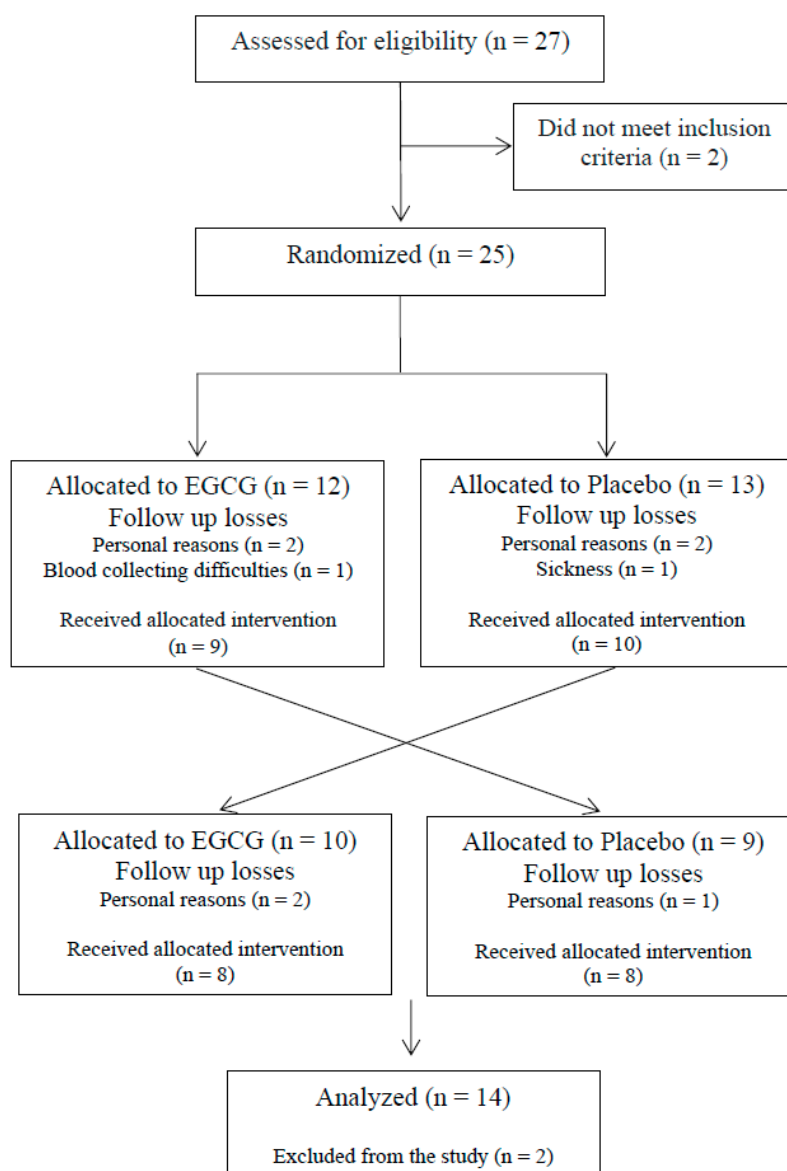 Assessed for eligibility (n = 27)
Did not meet inclusion
criteria (n = 2)
Randomized (n = 25)
Allocated to EGCG (n = 12)
Follow up losses
Personal reasons (n = 2)
Blood collecting difficulties (n = 1)
Received allocated intervention
(n = 9)
Allocated to Placebo (n = 13)
Follow up losses
Personal reasons (n = 2)
Sickness (n = 1)
Received allocated intervention
(n = 10)
Allocated to EGCG (n = 10)
Follow up losses
Personal reasons (n = 2)
Received allocated intervention
(n = 8)
Allocated to Placebo (n = 9)
Follow up losses
Personal reasons (n = 1)
Received allocated intervention
(n = 8)
Analyzed (n = 14)
Excluded from the study (n = 2)